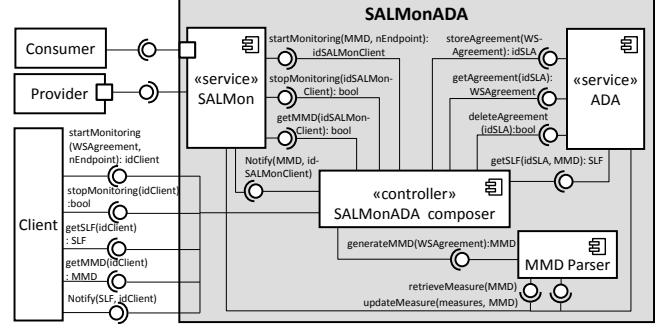 SALMonADA
Consumer
Provider
«service»
SALMon
startMonitoring(MMD, nEndpoint):
idSALMonClient
stopMonitoring(idSALMon-
Client): bool
getMMD(idSALMon-
Client): bool
Notify(MMD, id-
SALMonClient)
storeAgreement(WS-
Agreement): idSLA
getAgreement(idSLA):
WSAgreement
deleteAgreement
(idSLA):bool
getSLF(idSLA, MMD): SLF
«service»
ADA
Client
startMonitoring
(WSAgreement,
nEndpoint): idClient
stopMonitoring(idClient)
:bool
getSLF(idClient)
: SLF
getMMD(idClient)
: MMD
Notify(SLF, idClient)
«controller»
SALMonADA composer
generateMMD(WSAgreement):MMD
MMD Parser
retrieveMeasure(MMD)
updateMeasure(measures, MMD)